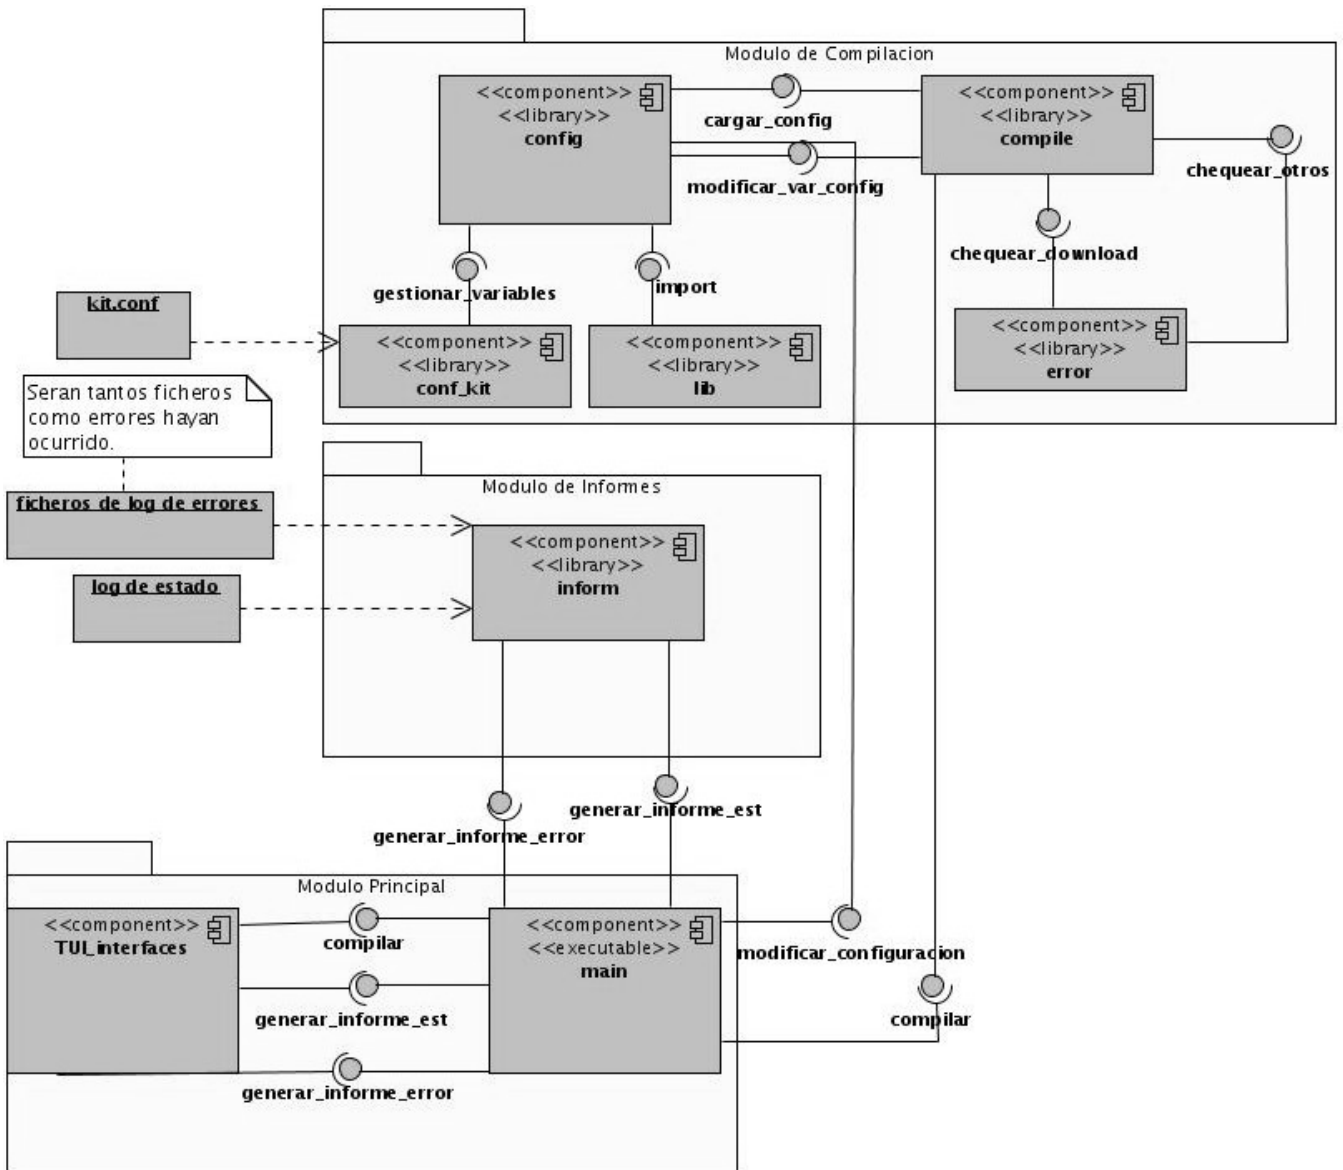 Modulo de Compilacion
<<component>>
<<library>>
config
cargar_config
modificar_var_config
<<component>>
<<library>>
compile
chequear_otros
chequear_download
gestionar_variables
import
kit.conf
<<component>>
<<library>>
conf_kit
<<component>>
<<library>>
lib
<<component>>
<<library>>
error
Seran tantos ficheros
como errores hayan
ocurrido.
ficheros de log de errores
log de estado
Modulo de Informes
<<component>>
<<library>>
inform
generar_informe_error
generar_informe_est
Modulo Principal
<<component>>
TUI_interfaces
compilar
generar_informe_est
generar_informe_error
<<component>>
<<executable>>
main
modificar_configuracion
compilar